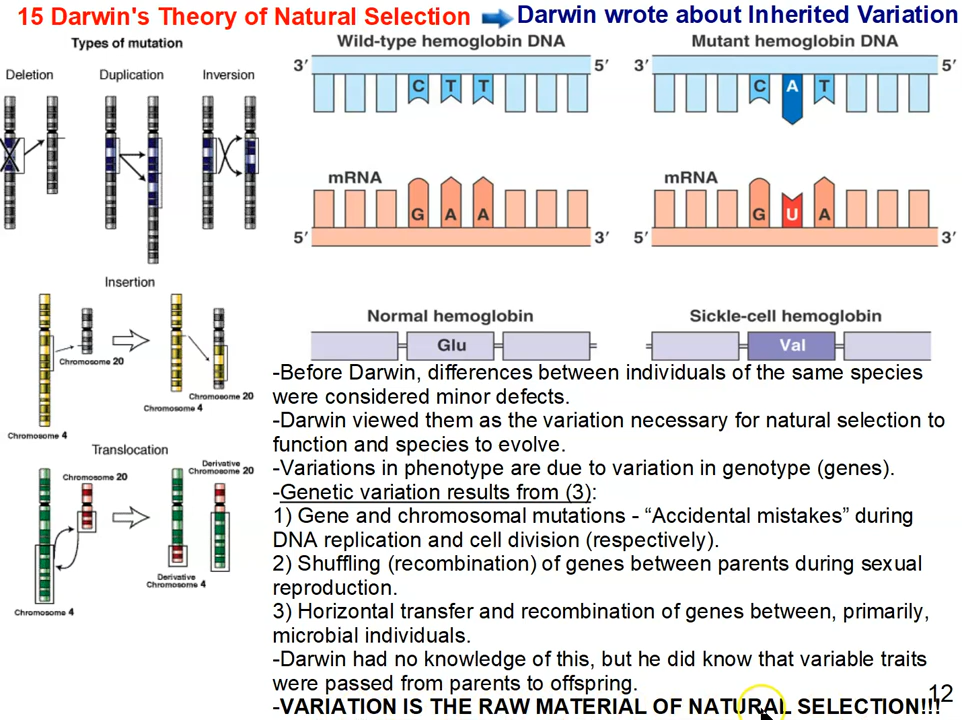 15 Darwin's Theory of Natural Selection
Darwin wrote about Inherited Variation
Types of mutation
Deletion
Duplication
Inversion
Insertion
Chromosome 20
Chromosome 4
Chromosome 20
Chromosome 4
Translocation
Chromosome 20
Derivative
Chromosome 20
Derivative
Chromosome 4
Chromosome 4
Wild-type hemoglobin DNA
3′ 5′
C T T
mRNA
G A A
5′ 3′
Normal hemoglobin
Glu
Mutant hemoglobin DNA
3′ 5′
C A T
mRNA
G U A
5′ 3′
Sickle-cell hemoglobin
Val
-Before Darwin, differences between individuals of the same species
were considered minor defects.
-Darwin viewed them as the variation necessary for natural selection to
function and species to evolve.
-Variations in phenotype are due to variation in genotype (genes).
-Genetic variation results from (3):
1) Gene and chromosomal mutations - “Accidental mistakes” during
DNA replication and cell division (respectively).
2) Shuffling (recombination) of genes between parents during sexual
reproduction.
3) Horizontal transfer and recombination of genes between, primarily,
microbial individuals.
-Darwin had no knowledge of this, but he did know that variable traits
were passed from parents to offspring.
-VARIATION IS THE RAW MATERIAL OF NATURAL SELECTION!!!
12